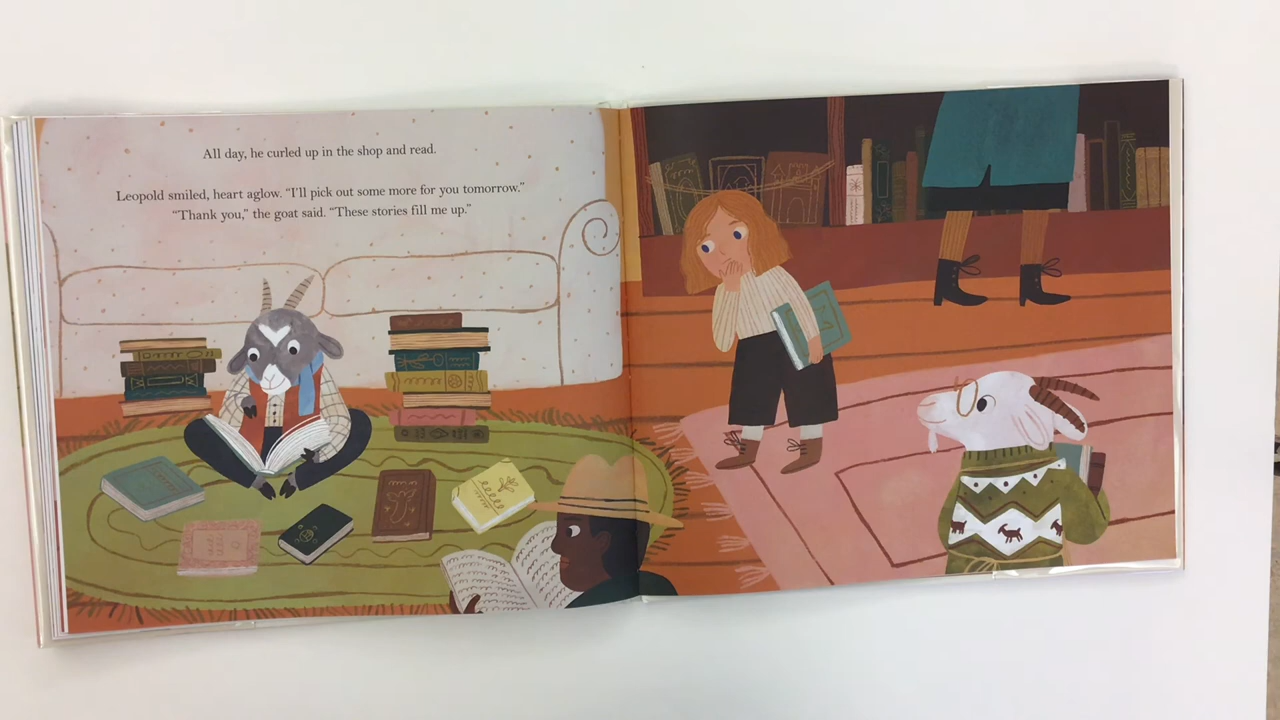 All day, he curled up in the shop and read.
Leopold smiled, heart aglow. “I’ll pick out some more for you tomorrow.”
“Thank you,” the goat said. “These stories fill me up.”